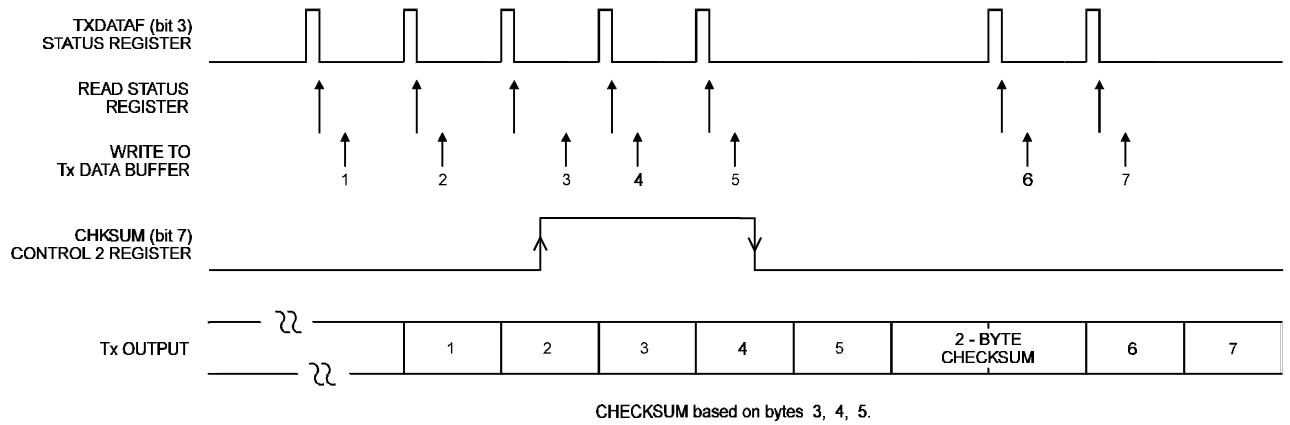 TXDATAF (bit 3)
STATUS REGISTER
READ STATUS
REGISTER
WRITE TO
Tx DATA BUFFER
1 2 3 4 5 6 7
CHKSUM (bit 7)
CONTROL 2 REGISTER
Tx OUTPUT
1 2 3 4 5 2 - BYTE CHECKSUM 6 7
CHECKSUM based on bytes 3, 4, 5.